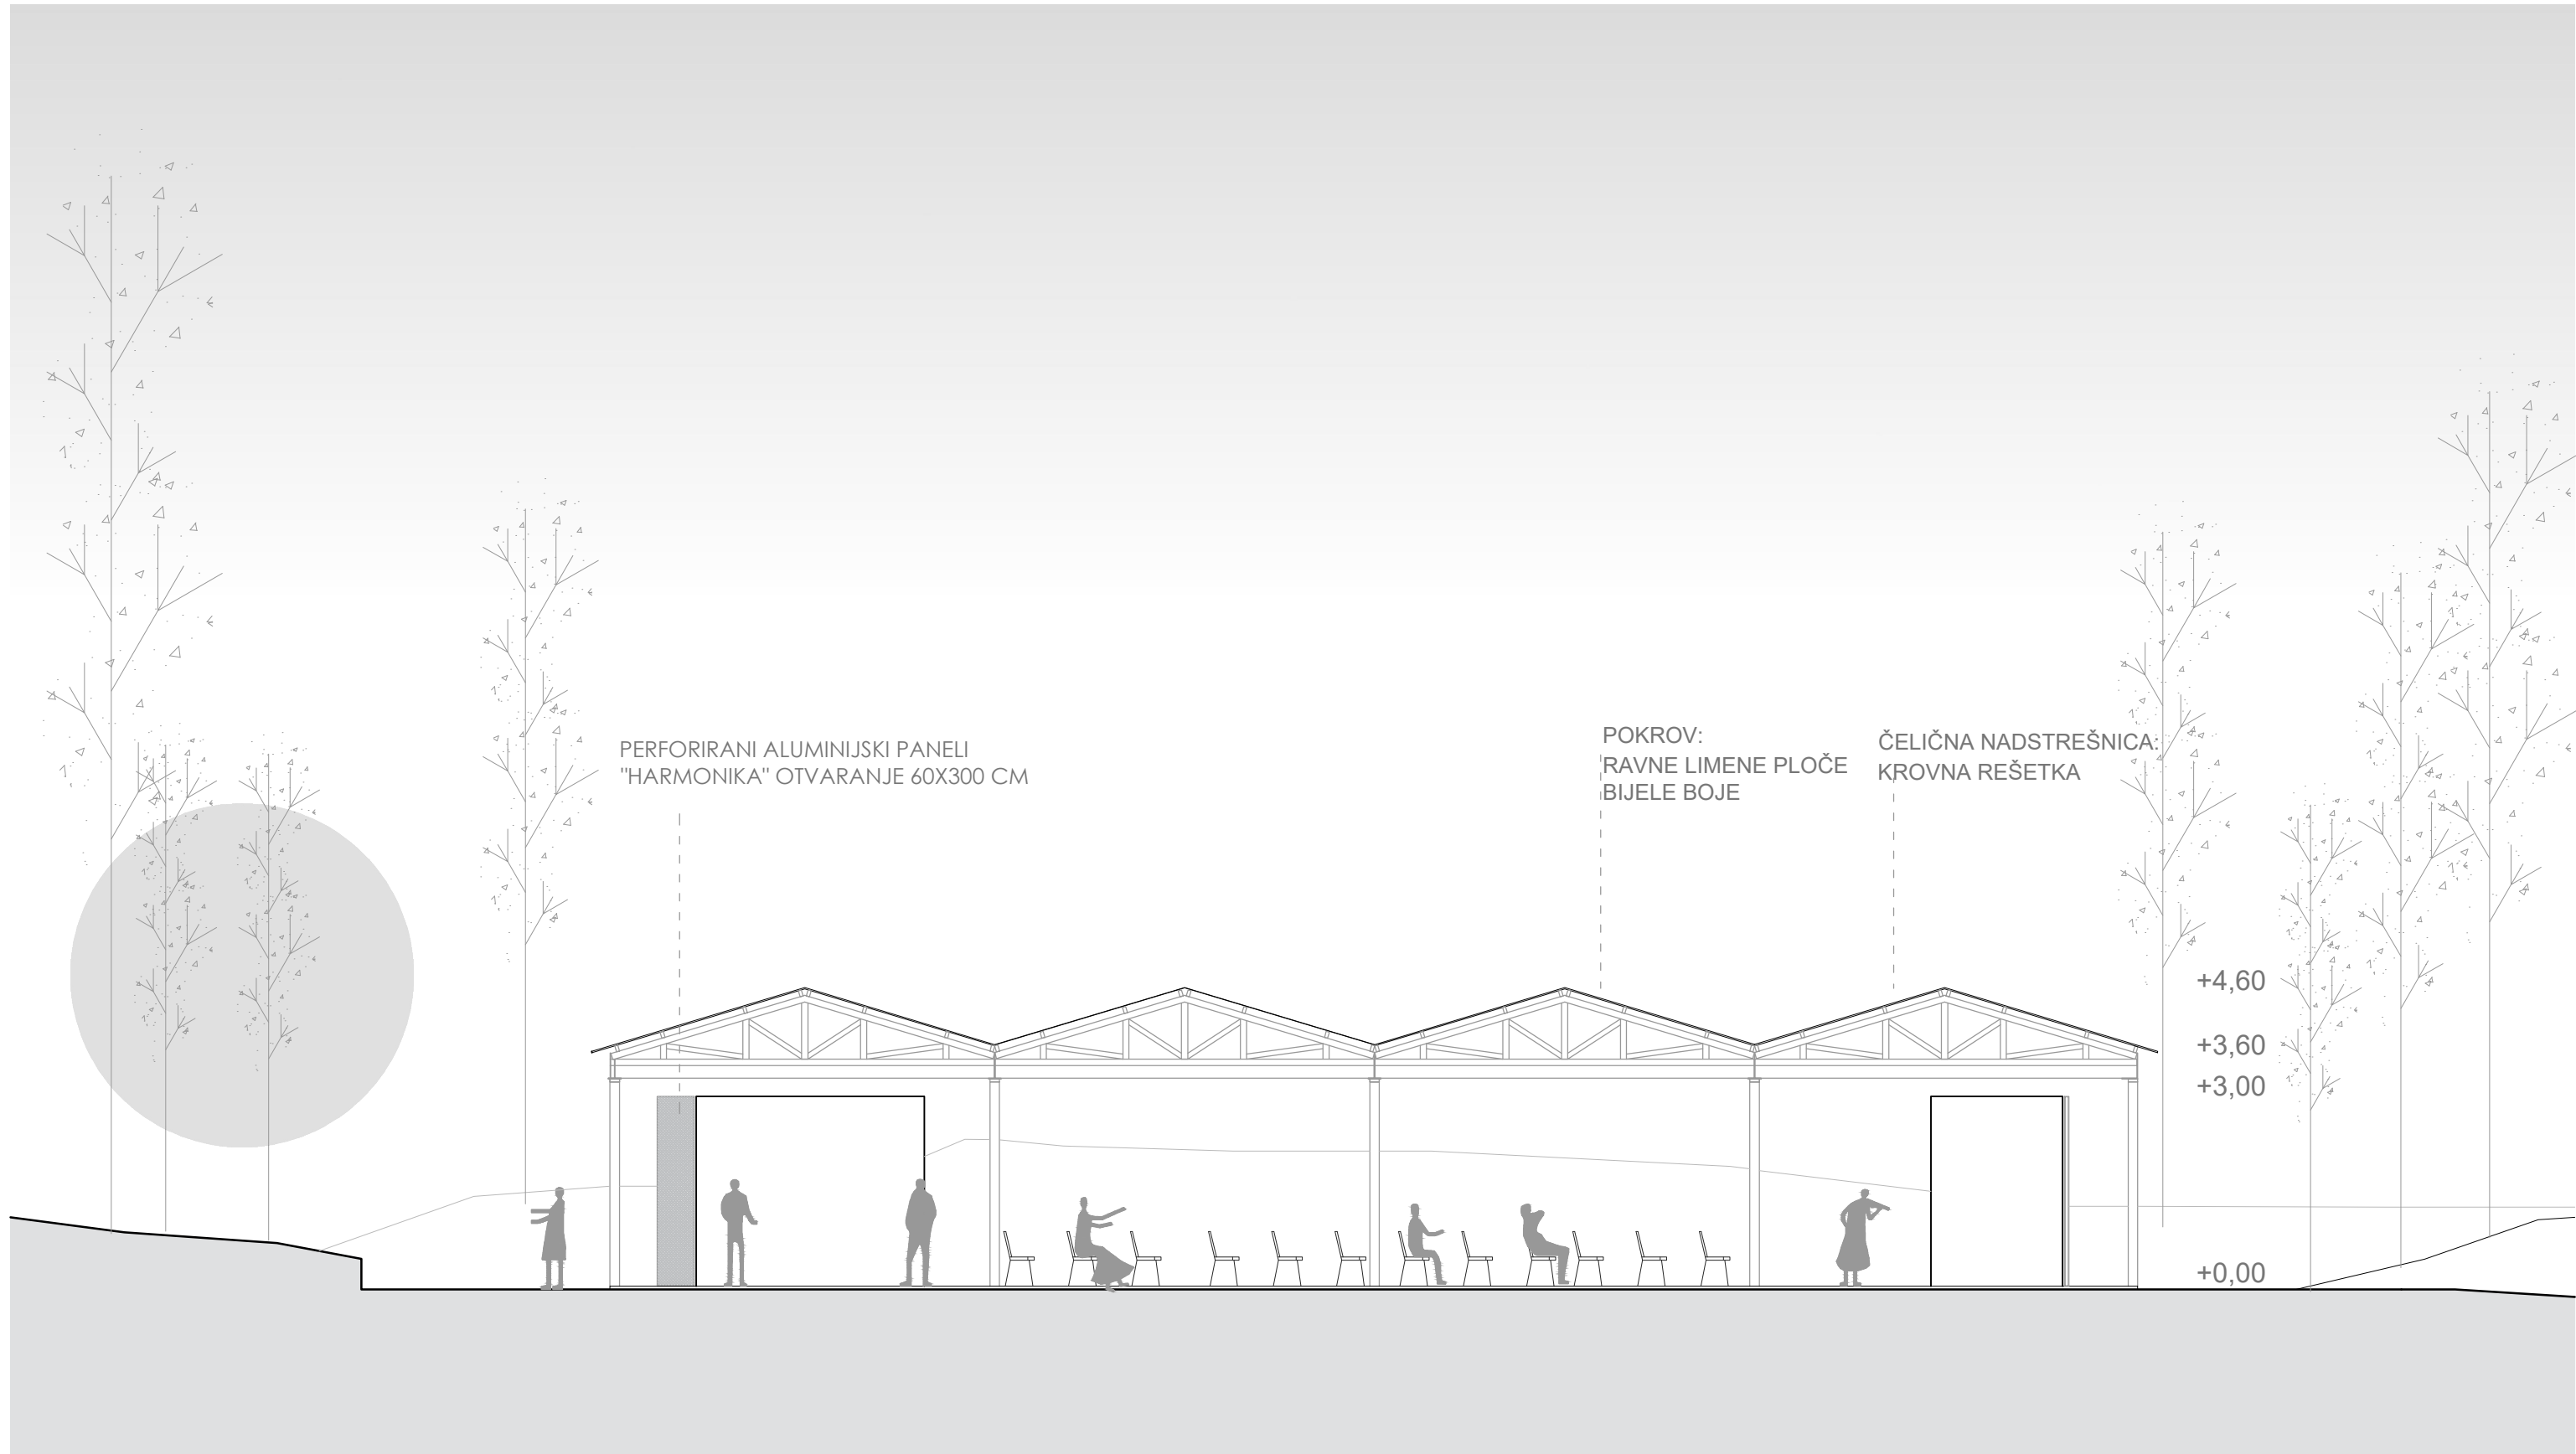 PERFORIRANI ALUMINIJSKI PANELI
"HARMONIKA" OTVARANJE 60X300 CM
POKROV:
RAVNE LIMENE PLOČE
BIJELE BOJE
ČELIČNA NADSTREŠNICA:
KROVNA REŠETKA
+4,60
+3,60
+3,00
+0,00